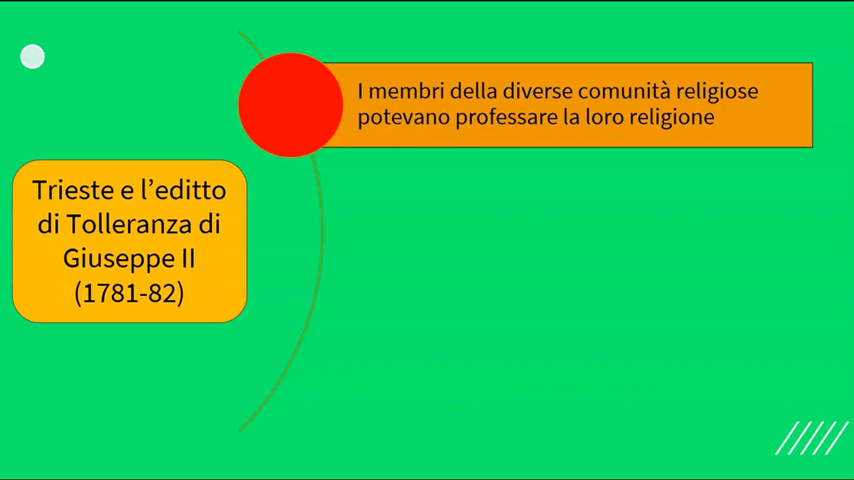 I membri della diverse comunità religiose
potevano professare la loro religione
Trieste e l’editto
di Tolleranza di
Giuseppe II
(1781-82)